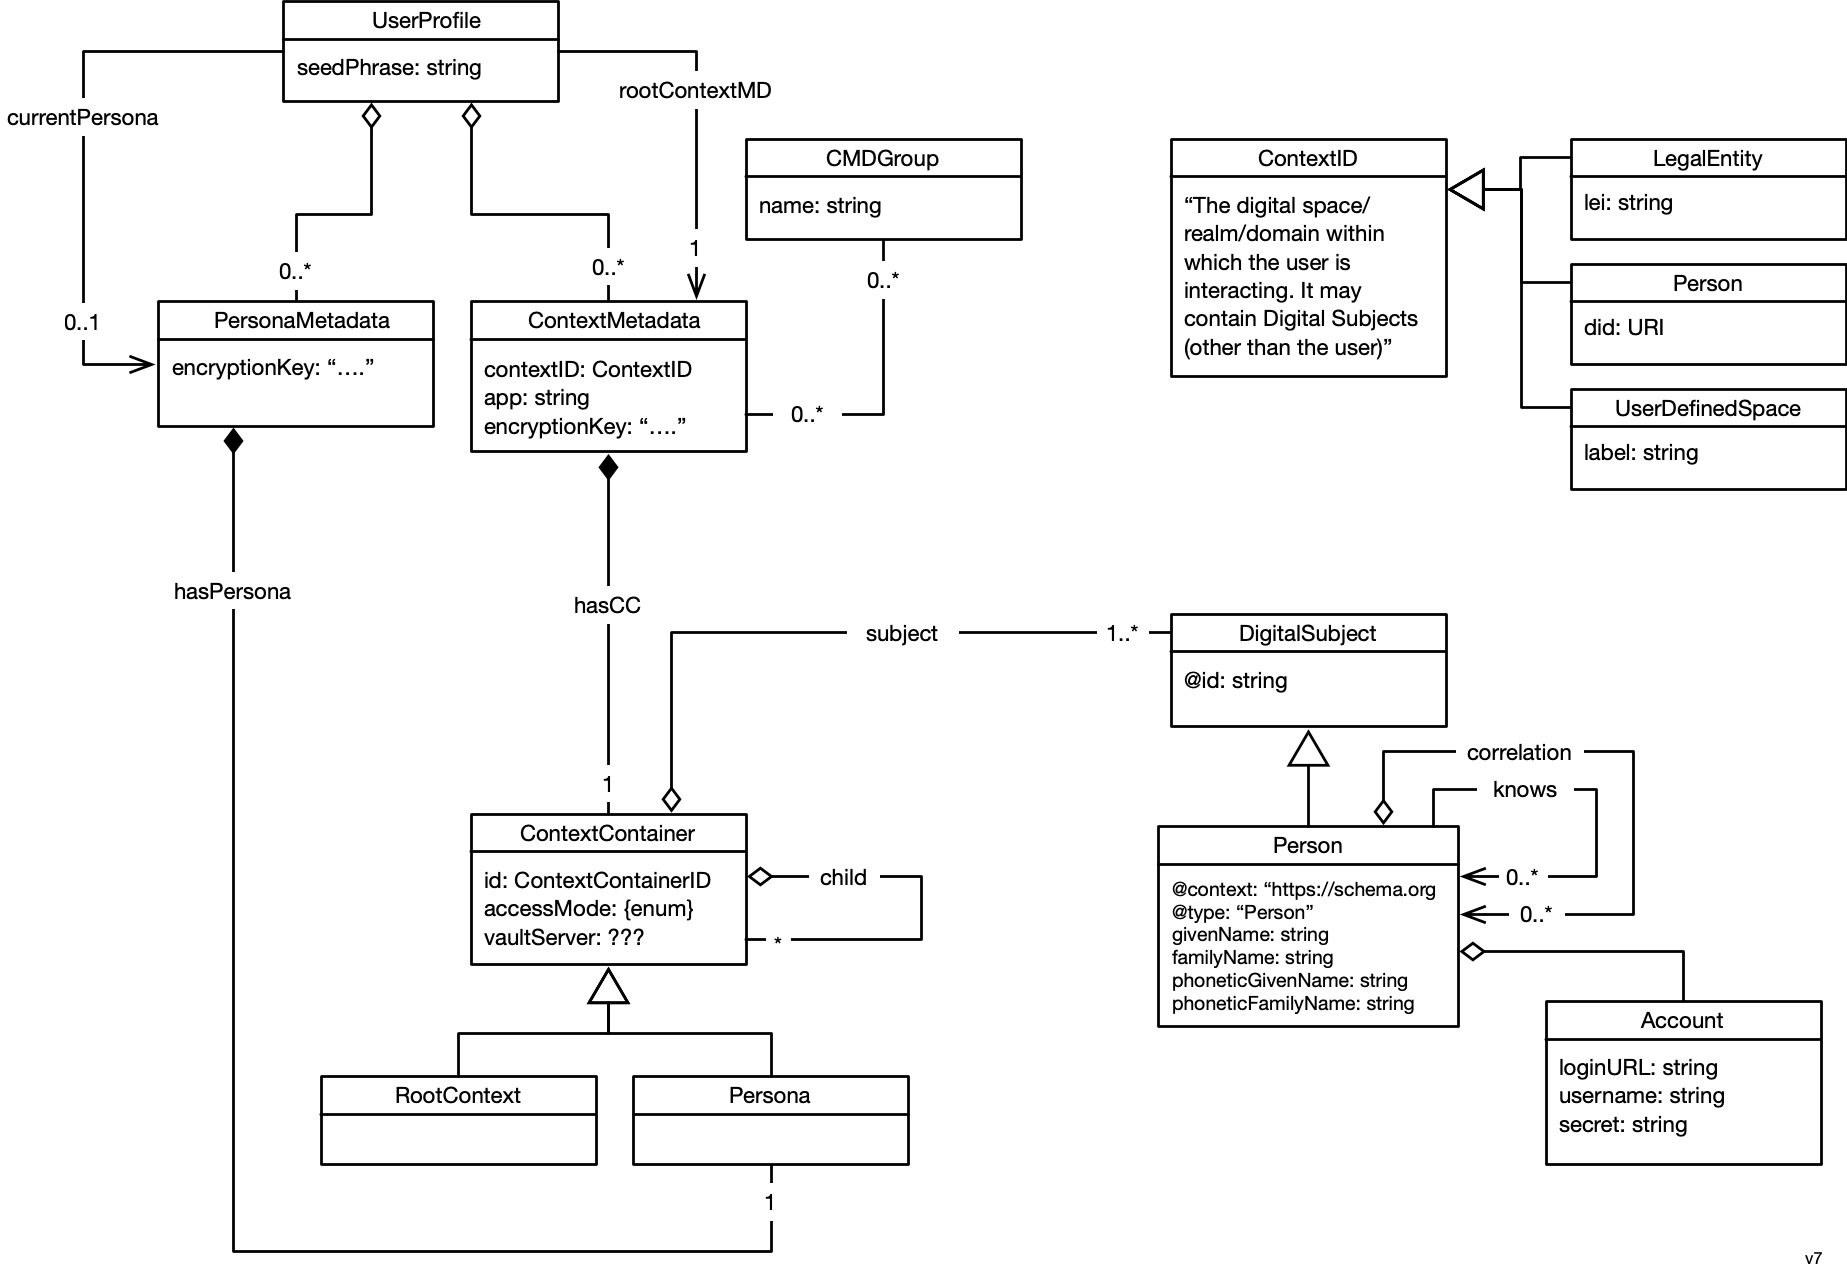 UserProfile
seedPhrase: string
currentPersona
rootContextMD
0..1
0..*
0..*
1
PersonaMetadata
encryptionKey: “….”
ContextMetadata
contextID: ContextID
app: string
encryptionKey: “….”
CMDGroup
name: string
0..*
0..*
ContextID
“The digital space/
realm/domain within
which the user is
interacting. It may
contain Digital Subjects
(other than the user)”
LegalEntity
lei: string
Person
did: URI
UserDefinedSpace
label: string
hasPersona
hasCC
1
subject
1..*
DigitalSubject
@id: string
correlation
knows
0..*
0..*
Person
@context: “https://schema.org
@type: “Person”
givenName: string
familyName: string
phoneticGivenName: string
phoneticFamilyName: string
ContextContainer
id: ContextContainerID
accessMode: {enum}
vaultServer: ???
child
*
RootContext
Persona
1
Account
loginURL: string
username: string
secret: string
v7